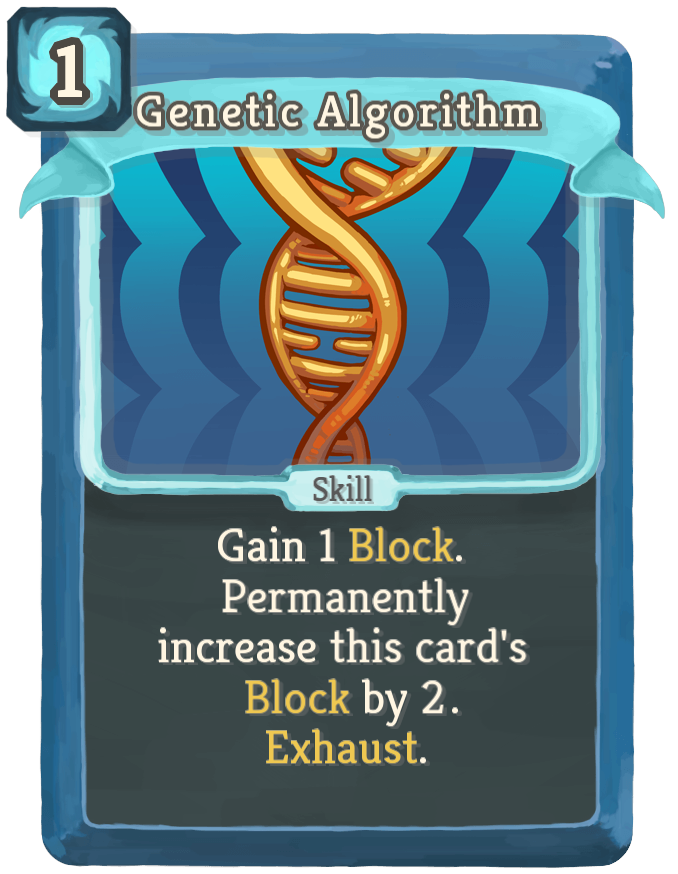 1
Genetic Algorithm
Skill
Gain 1 Block.
Permanently
increase this card's
Block by 2.
Exhaust.